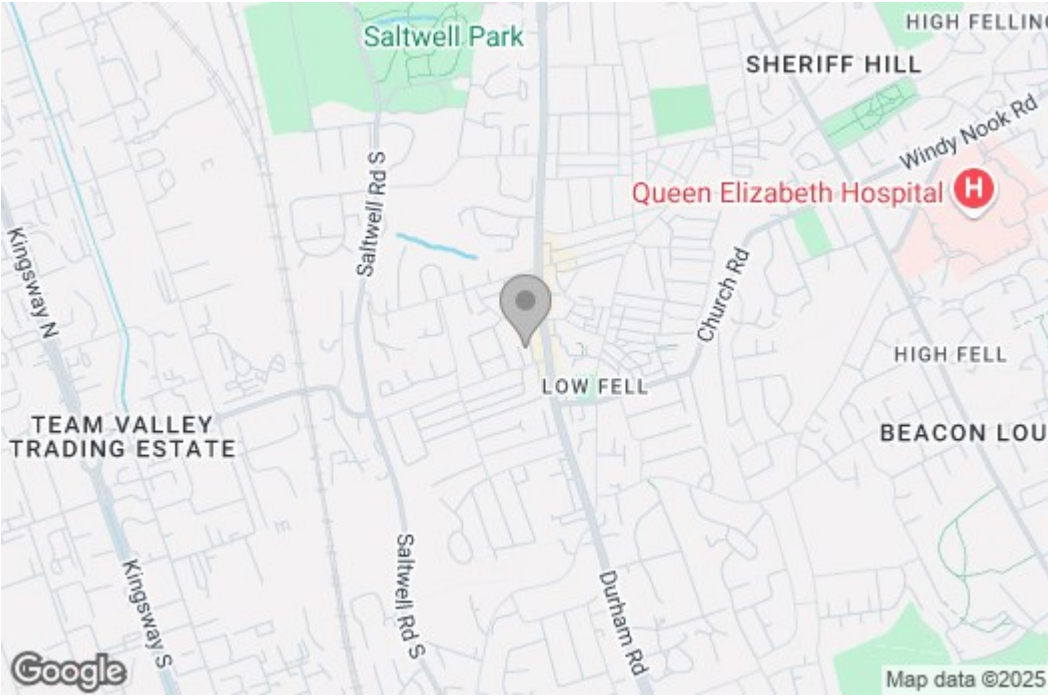 HIGH FELLING
Saltwell Park
SHERIFF HILL
Windy Nook Rd
Queen Elizabeth Hospital
H
Saltwell Rd S
Kingsway N
Church Rd
HIGH FELL
LOW FELL
TEAM VALLEY
TRADING ESTATE
BEACON LOU
Saltwell Rd S
Kingsway S
Durham Rd
Google
Map data ©2025